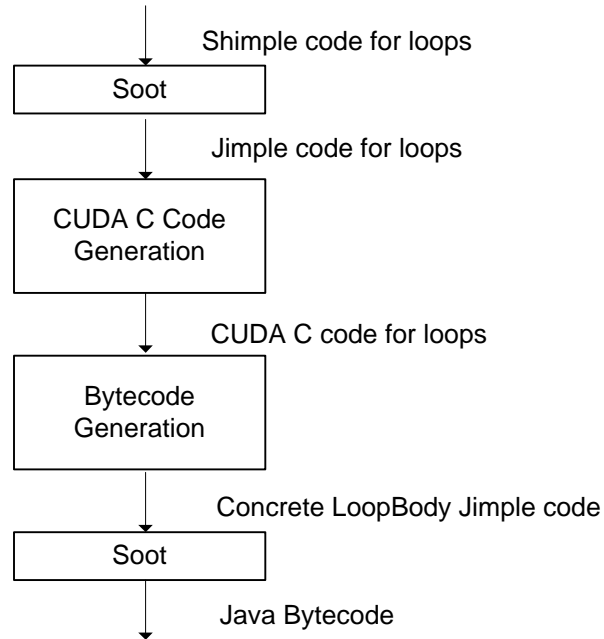 Shimple code for loops
Soot
Jimple code for loops
CUDA C Code
Generation
CUDA C code for loops
Bytecode
Generation
Concrete LoopBody Jimple code
Soot
Java Bytecode